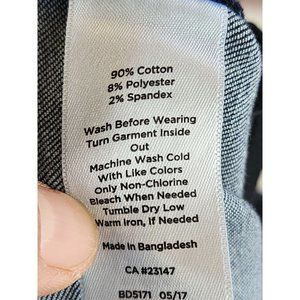 90% Cotton
8% Polyester
2% Spandex
Wash Before Wearing
Turn Garment Inside
Out
Machine Wash Cold
With Like Colors
Only Non-Chlorine
Bleach When Needed
Tumble Dry Low
Warm Iron, If Needed
Made in Bangladesh
CA #23147
BD5171 05/17